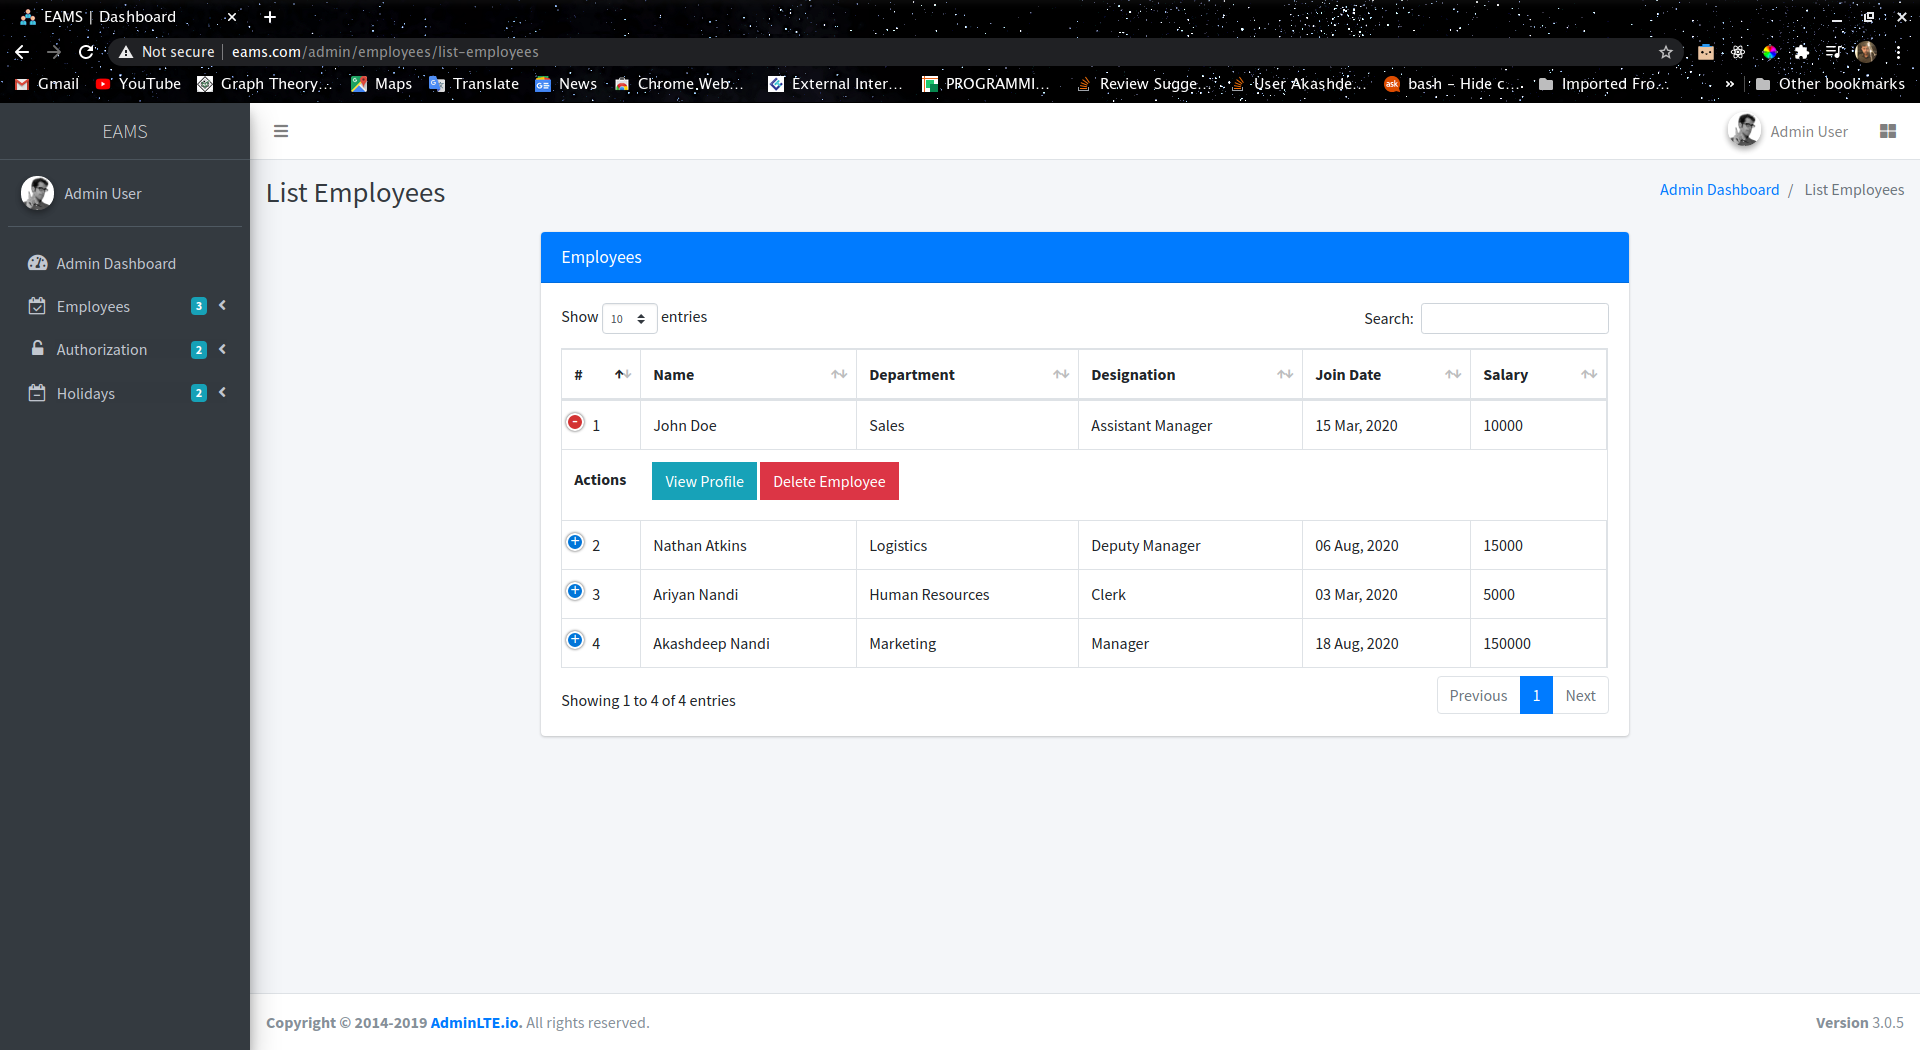 EAMS | Dashboard
Not secure | eams.com/admin/employees/list-employees
Gmail YouTube Graph Theory... Maps Translate News Chrome Web... External Inter... PROGRAMMI... Review Sugge... User Akashde... bash - Hide c... Imported Fro... » Other bookmarks
EAMS
Admin User
Admin User
List Employees
Admin Dashboard / List Employees
Admin Dashboard
Employees 3
Authorization 2
Holidays 2
Employees
Show 10 entries
Search:
# Name Department Designation Join Date Salary
1 John Doe Sales Assistant Manager 15 Mar, 2020 10000
Actions View Profile Delete Employee
2 Nathan Atkins Logistics Deputy Manager 06 Aug, 2020 15000
3 Ariyan Nandi Human Resources Clerk 03 Mar, 2020 5000
4 Akashdeep Nandi Marketing Manager 18 Aug, 2020 150000
Showing 1 to 4 of 4 entries
Previous 1 Next
Copyright © 2014-2019 AdminLTE.io. All rights reserved.
Version 3.0.5